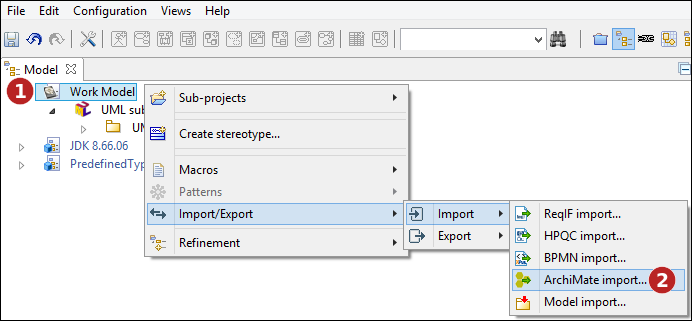 File Edit Configuration Views Help
Model
1 Work Model
UML sub
UM
JDK 8.66.06
PredefinedTyp
Sub-projects
Create stereotype...
Macros
Patterns
Import/Export
Refinement
Import
Export
ReqIF import...
HPQC import...
BPMN import...
ArchiMate import... 2
Model import...